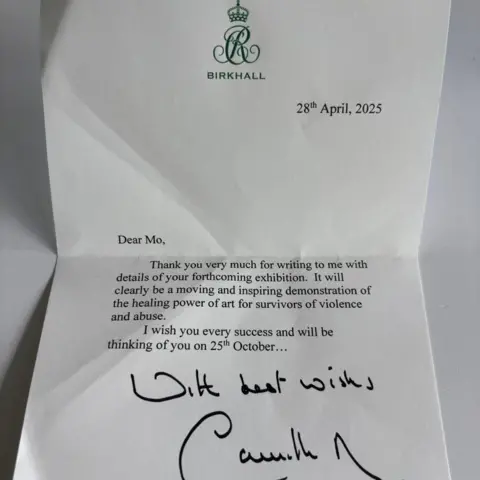 BIRKHALL
28th April, 2025
Dear Mo,
Thank you very much for writing to me with
details of your forthcoming exhibition. It will
clearly be a moving and inspiring demonstration of
the healing power of art for survivors of violence
and abuse.
I wish you every success and will be
thinking of you on 25th October…
With best wishes
Camilla R